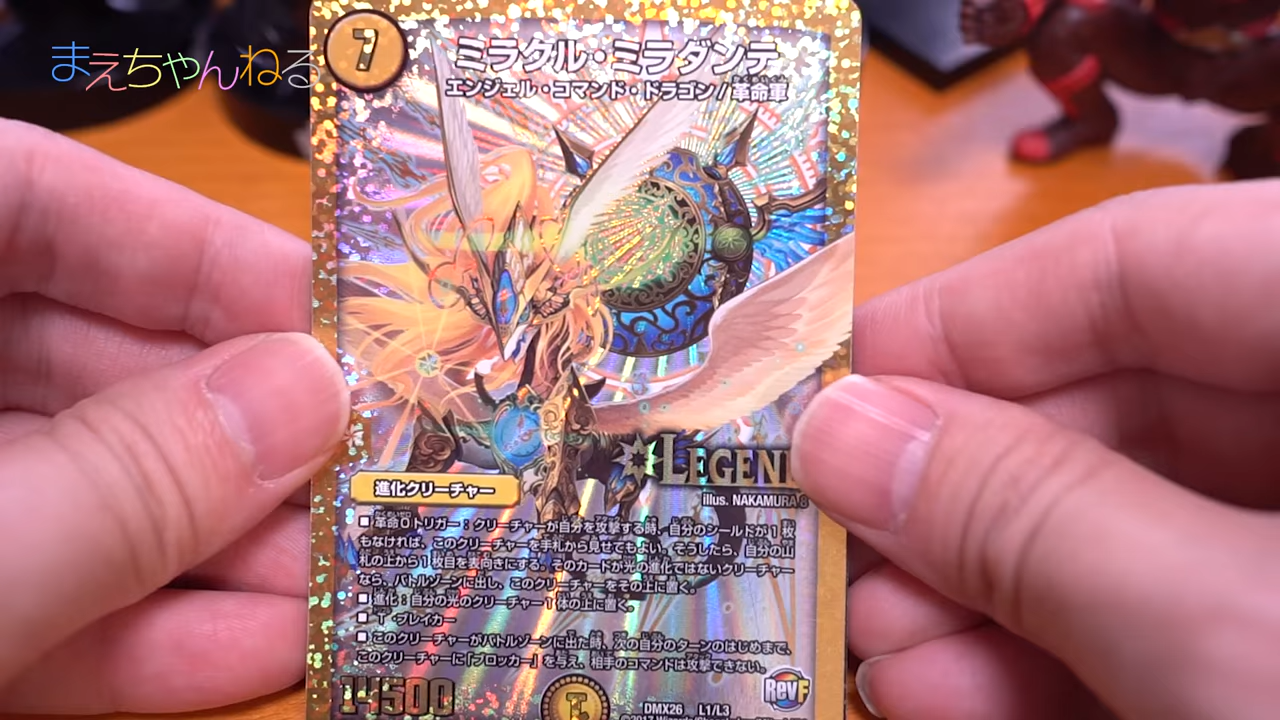 まえちゃんねる
7
ミラクル・ミラダンテ
エンジェル・コマンド・ドラゴン/革命軍
LEGEN
進化クリーチャー
illus. NAKAMURA 8
■革命0トリガー:クリーチャーが自分を攻撃する時、自分のシールドが1枚
もなければ、このクリーチャーを手札から見せてもよい。そうしたら、自分の山
札の上から1枚目を表向きにする。そのカードが光の進化ではないクリーチャー
なら、バトルゾーンに出し、このクリーチャーをその上に置く。
■進化:自分の光のクリーチャー1体の上に置く。
■T・ブレイカー
■このクリーチャーがバトルゾーンに出た時、次の自分のターンのはじめまで、
このクリーチャーに「ブロッカー」を与え、相手のコマンドは攻撃できない。
14500
T
RevF
DMX26 L1/L3